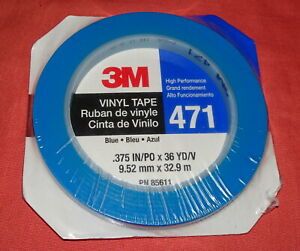 3M
High Performance
Grand rendement
Alto Funcionamiento
VINYL TAPE
Ruban de vinyle
Cinta de Vinilo
471
Blue • Bleu • Azul
.375 IN/PO x 36 YD/V
9.52 mm x 32.9 m
PN 85611